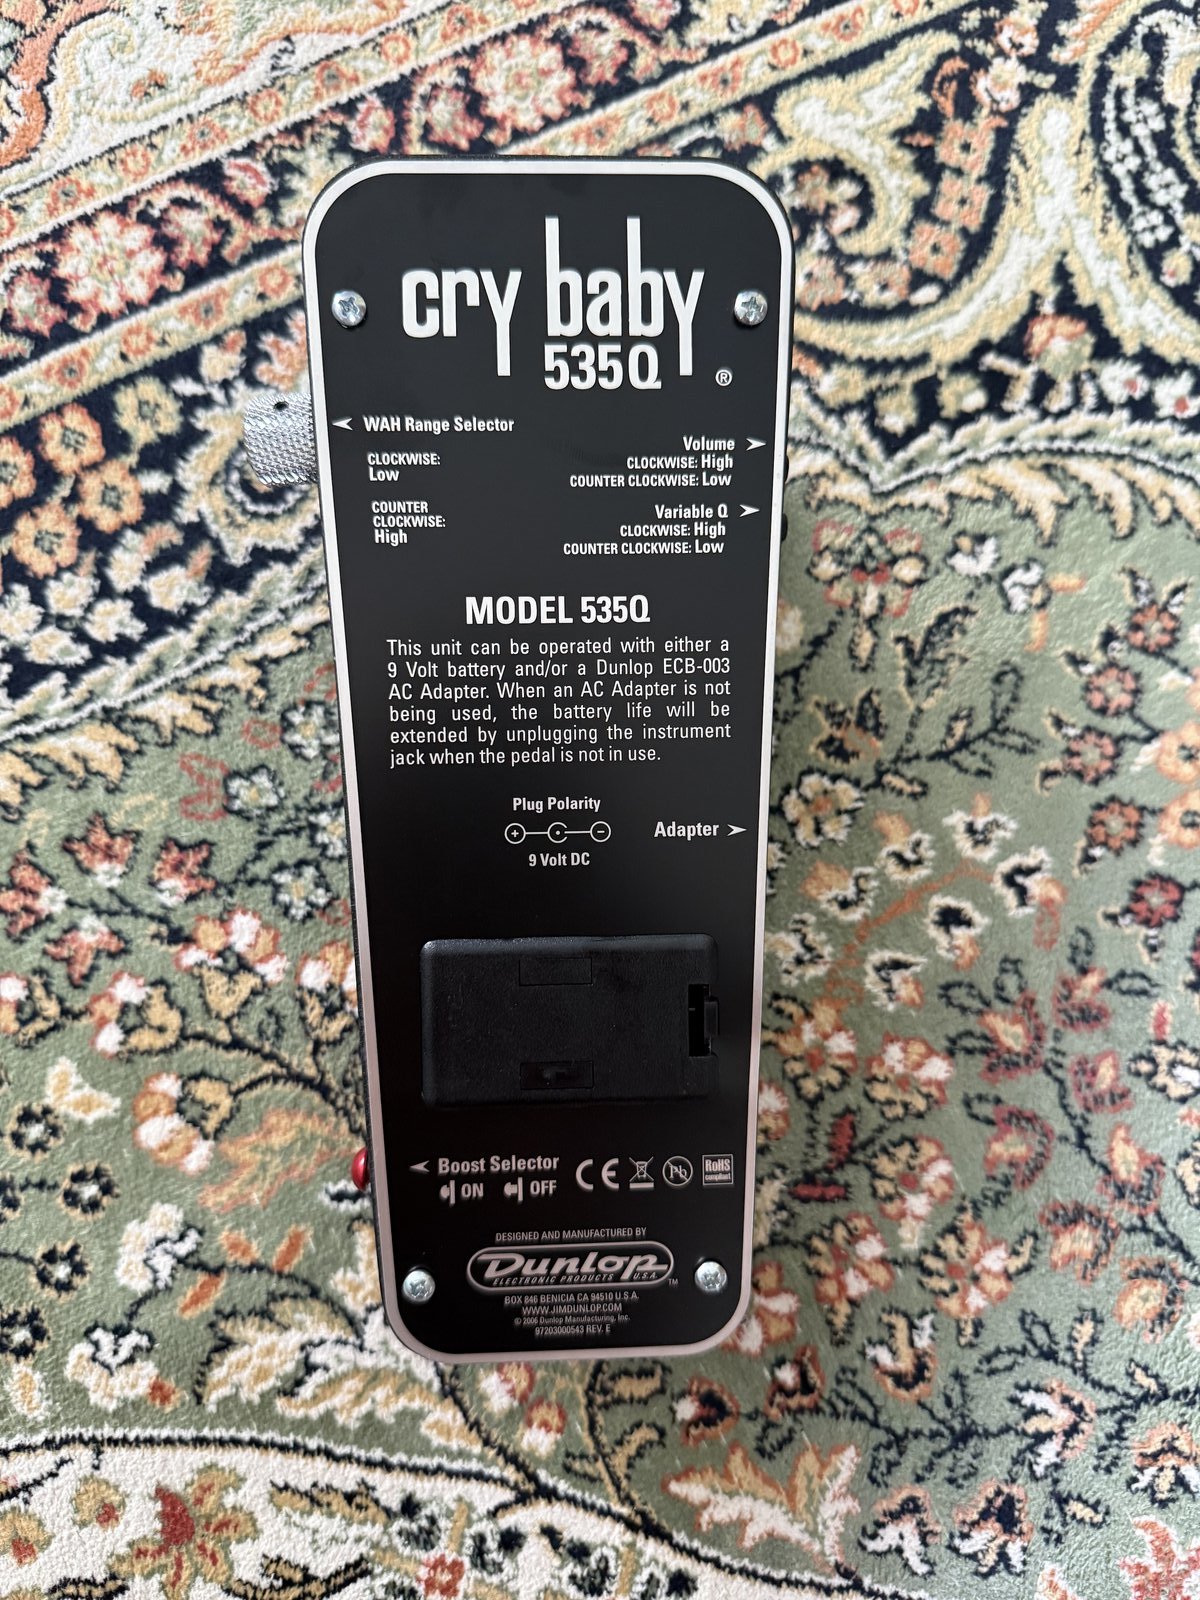 cry baby
535Q ®
WAH Range Selector
CLOCKWISE:
Low
COUNTER
CLOCKWISE:
High
Volume
CLOCKWISE: High
COUNTER CLOCKWISE: Low
Variable Q
CLOCKWISE: High
COUNTER CLOCKWISE: Low
MODEL 535Q
This unit can be operated with either a
9 Volt battery and/or a Dunlop ECB-003
AC Adapter. When an AC Adapter is not
being used, the battery life will be
extended by unplugging the instrument
jack when the pedal is not in use.
Plug Polarity
+ −
9 Volt DC
Adapter
Boost Selector
ON OFF
CE Pb RoHS
compliant
DESIGNED AND MANUFACTURED BY
DUNLOP
ELECTRONIC PRODUCTS U.S.A. ™
BOX 846 BENICIA CA 94510 U.S.A.
WWW.JIMDUNLOP.COM
© 2006 Dunlop Manufacturing, Inc.
97203000543 REV. E